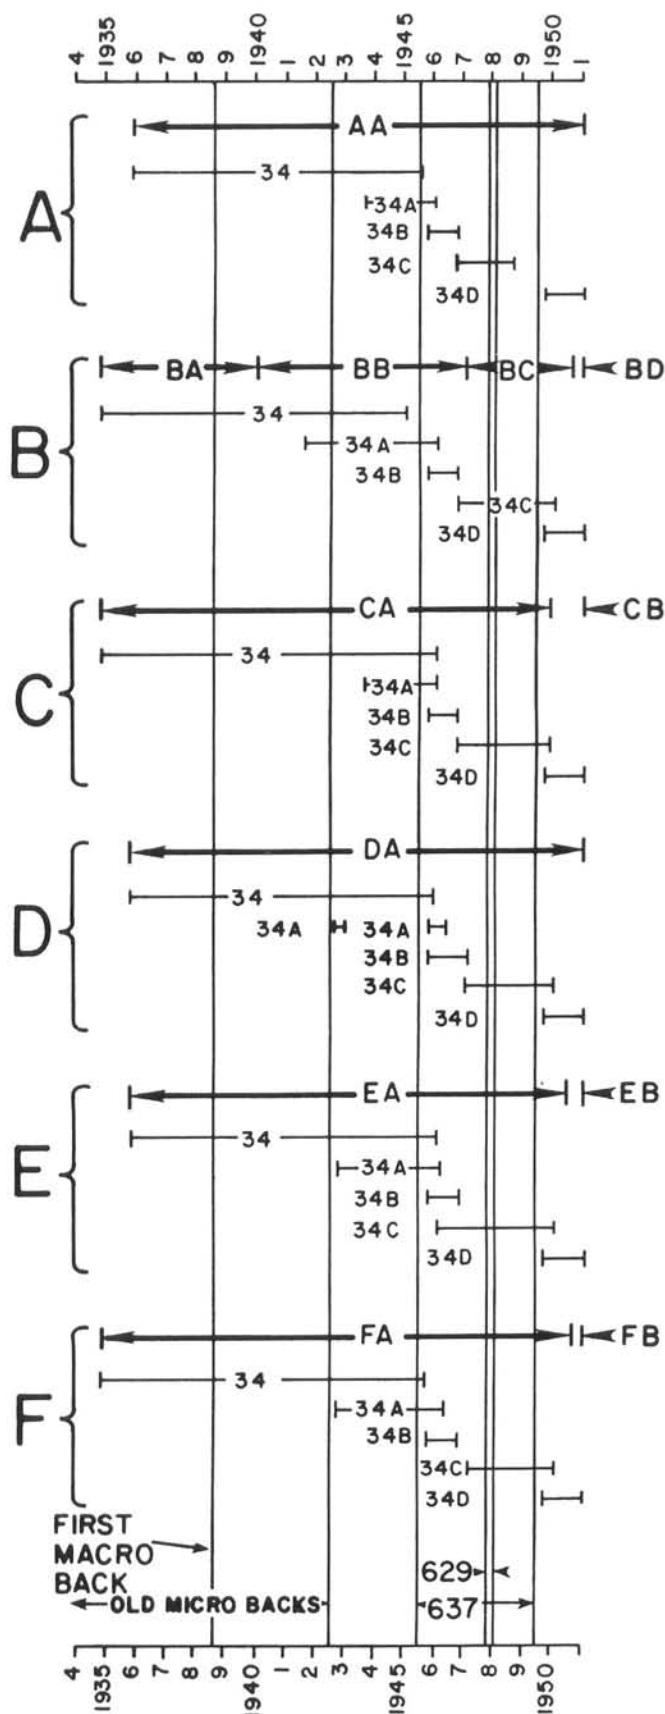 4 1935 6 7 8 9 1940 1 2 3 4 1945 6 7 8 9 1950 1
A
AA
34
34A
34B
34C
34D
B
BA BB BC BD
34
34A
34B
34C
34D
C
CA CB
34
34A
34B
34C
34D
D
DA
34
34A 34A
34B
34C
34D
E
EA EB
34
34A
34B
34C
34D
F
FA FB
34
34A
34B
34C
34D
FIRST
MACRO
BACK
629
OLD MICRO BACKS 637
4 1935 6 7 8 9 1940 1 2 3 4 1945 6 7 8 9 1950 1